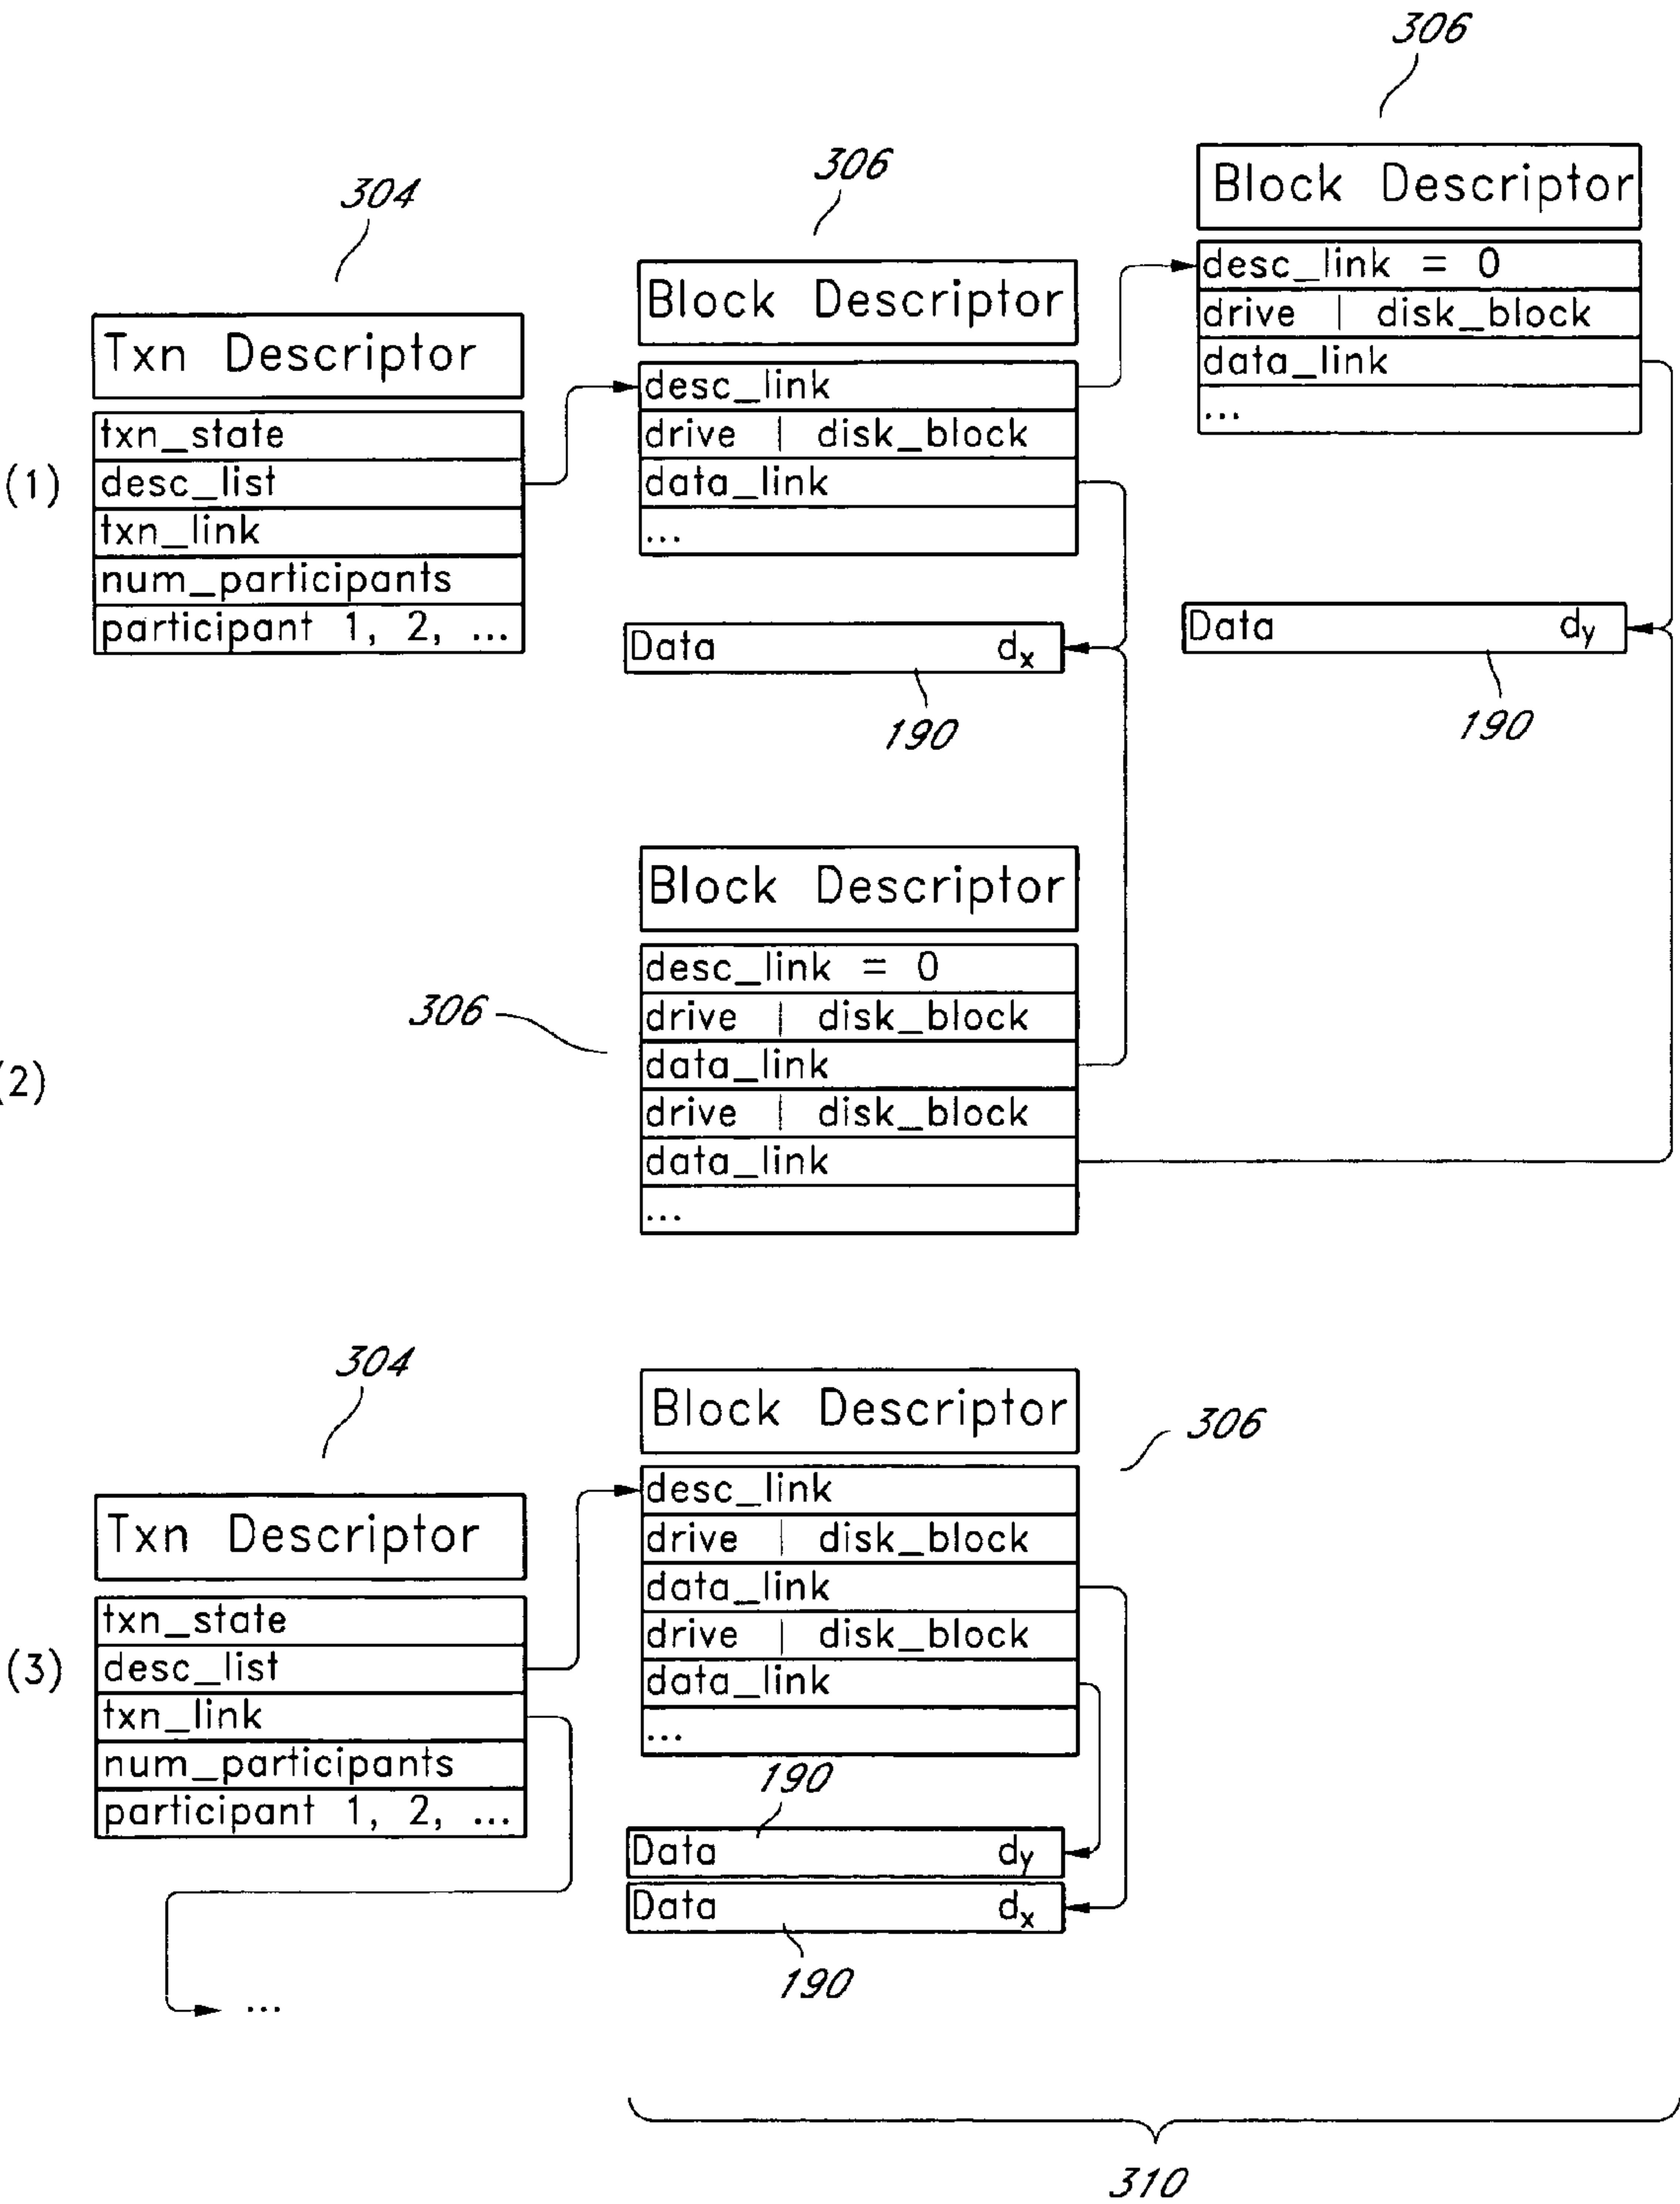 306
306
304
Block Descriptor
desc_link = 0
drive | disk_block
data_link
...
Block Descriptor
desc_link
drive | disk_block
data_link
...
Txn Descriptor
(1)
txn_state
desc_list
txn_link
num_participants
participant 1, 2, ...
Data dx
190
Data dy
190
Block Descriptor
desc_link = 0
drive | disk_block
data_link
drive | disk_block
data_link
...
306
(2)
304
Block Descriptor
306
desc_link
drive | disk_block
data_link
drive | disk_block
data_link
...
Txn Descriptor
(3)
txn_state
desc_list
txn_link
num_participants
participant 1, 2, ...
190
Data dy
Data dx
190
...
310